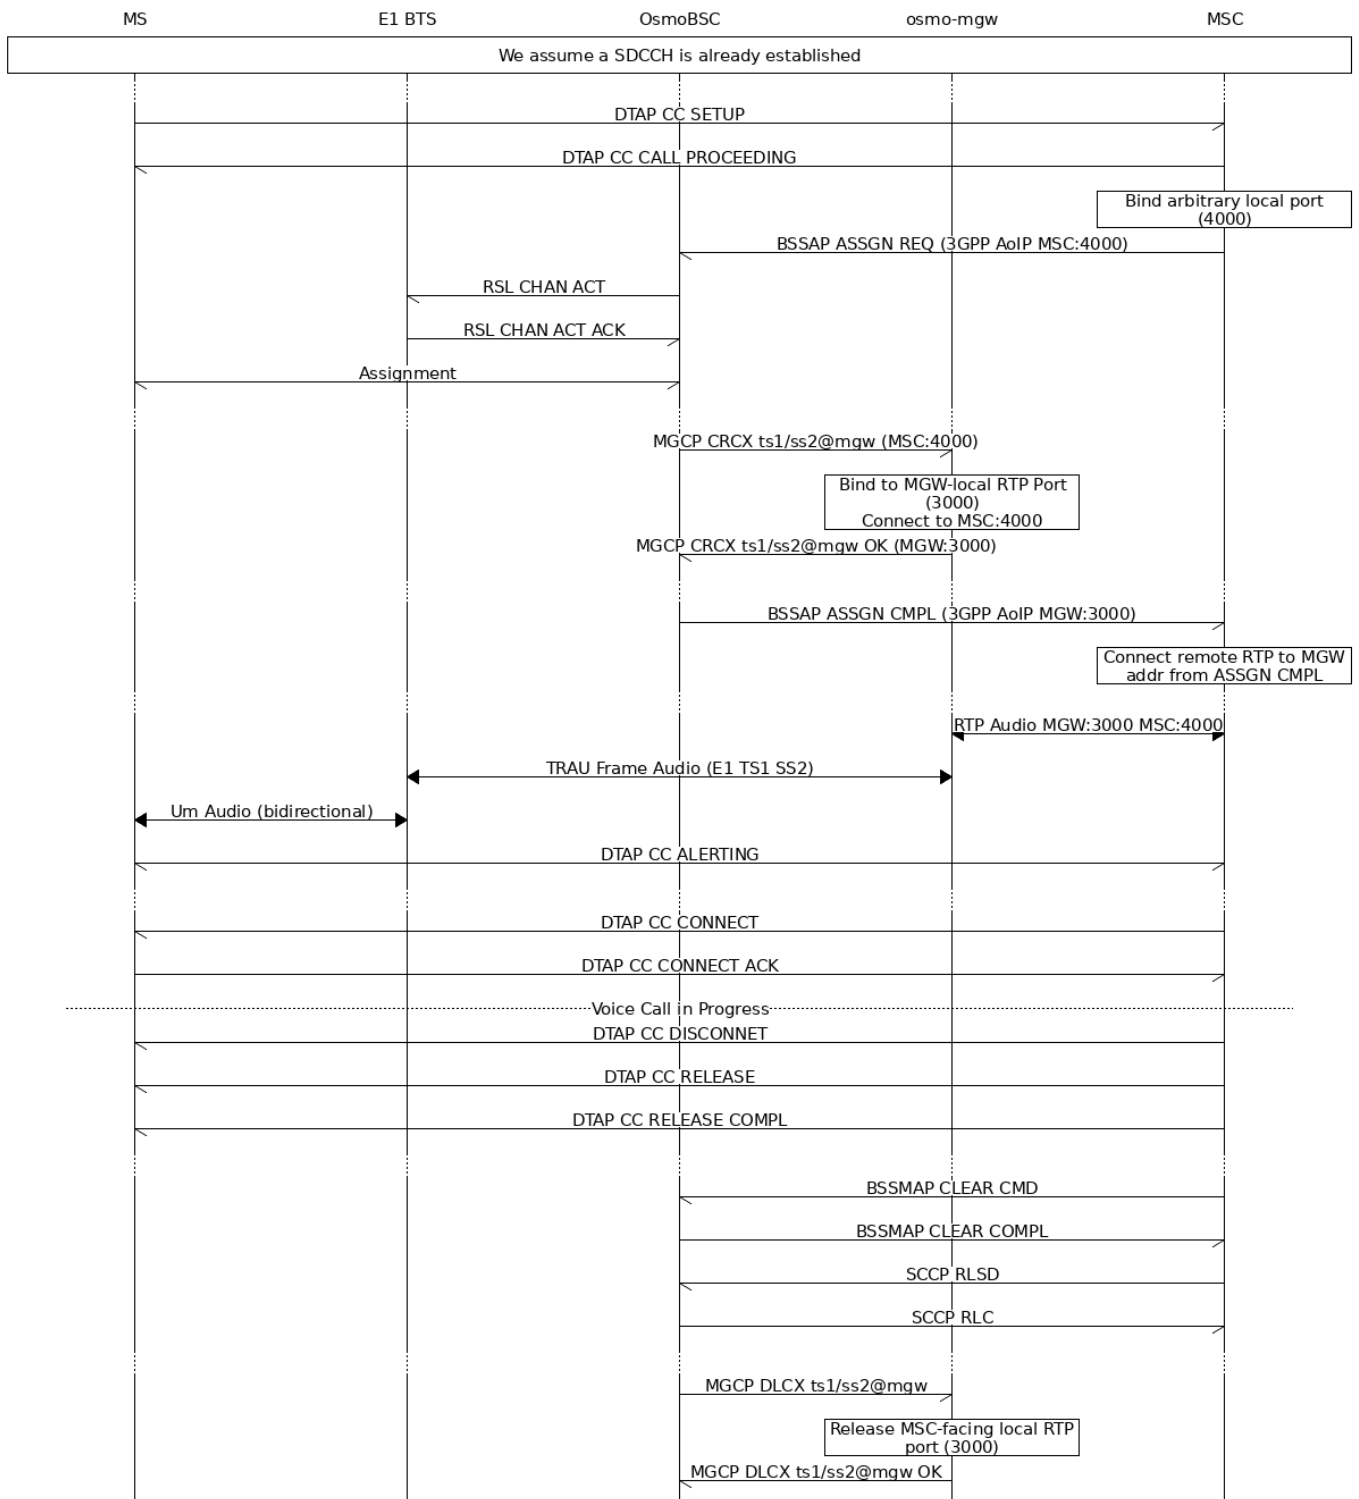 MS E1 BTS OsmoBSC osmo-mgw MSC
We assume a SDCCH is already established
DTAP CC SETUP
DTAP CC CALL PROCEEDING
Bind arbitrary local port
(4000)
BSSAP ASSGN REQ (3GPP AoIP MSC:4000)
RSL CHAN ACT
RSL CHAN ACT ACK
Assignment
MGCP CRCX ts1/ss2@mgw (MSC:4000)
Bind to MGW-local RTP Port
(3000)
Connect to MSC:4000
MGCP CRCX ts1/ss2@mgw OK (MGW:3000)
BSSAP ASSGN CMPL (3GPP AoIP MGW:3000)
Connect remote RTP to MGW
addr from ASSGN CMPL
RTP Audio MGW:3000 MSC:4000
TRAU Frame Audio (E1 TS1 SS2)
Um Audio (bidirectional)
DTAP CC ALERTING
DTAP CC CONNECT
DTAP CC CONNECT ACK
Voice Call in Progress
DTAP CC DISCONNET
DTAP CC RELEASE
DTAP CC RELEASE COMPL
BSSMAP CLEAR CMD
BSSMAP CLEAR COMPL
SCCP RLSD
SCCP RLC
MGCP DLCX ts1/ss2@mgw
Release MSC-facing local RTP
port (3000)
MGCP DLCX ts1/ss2@mgw OK